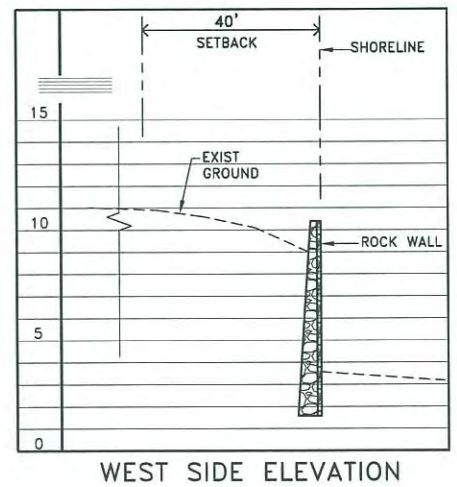 40'
SETBACK
SHORELINE
15
EXIST
GROUND
10
ROCK WALL
5
0
WEST SIDE ELEVATION